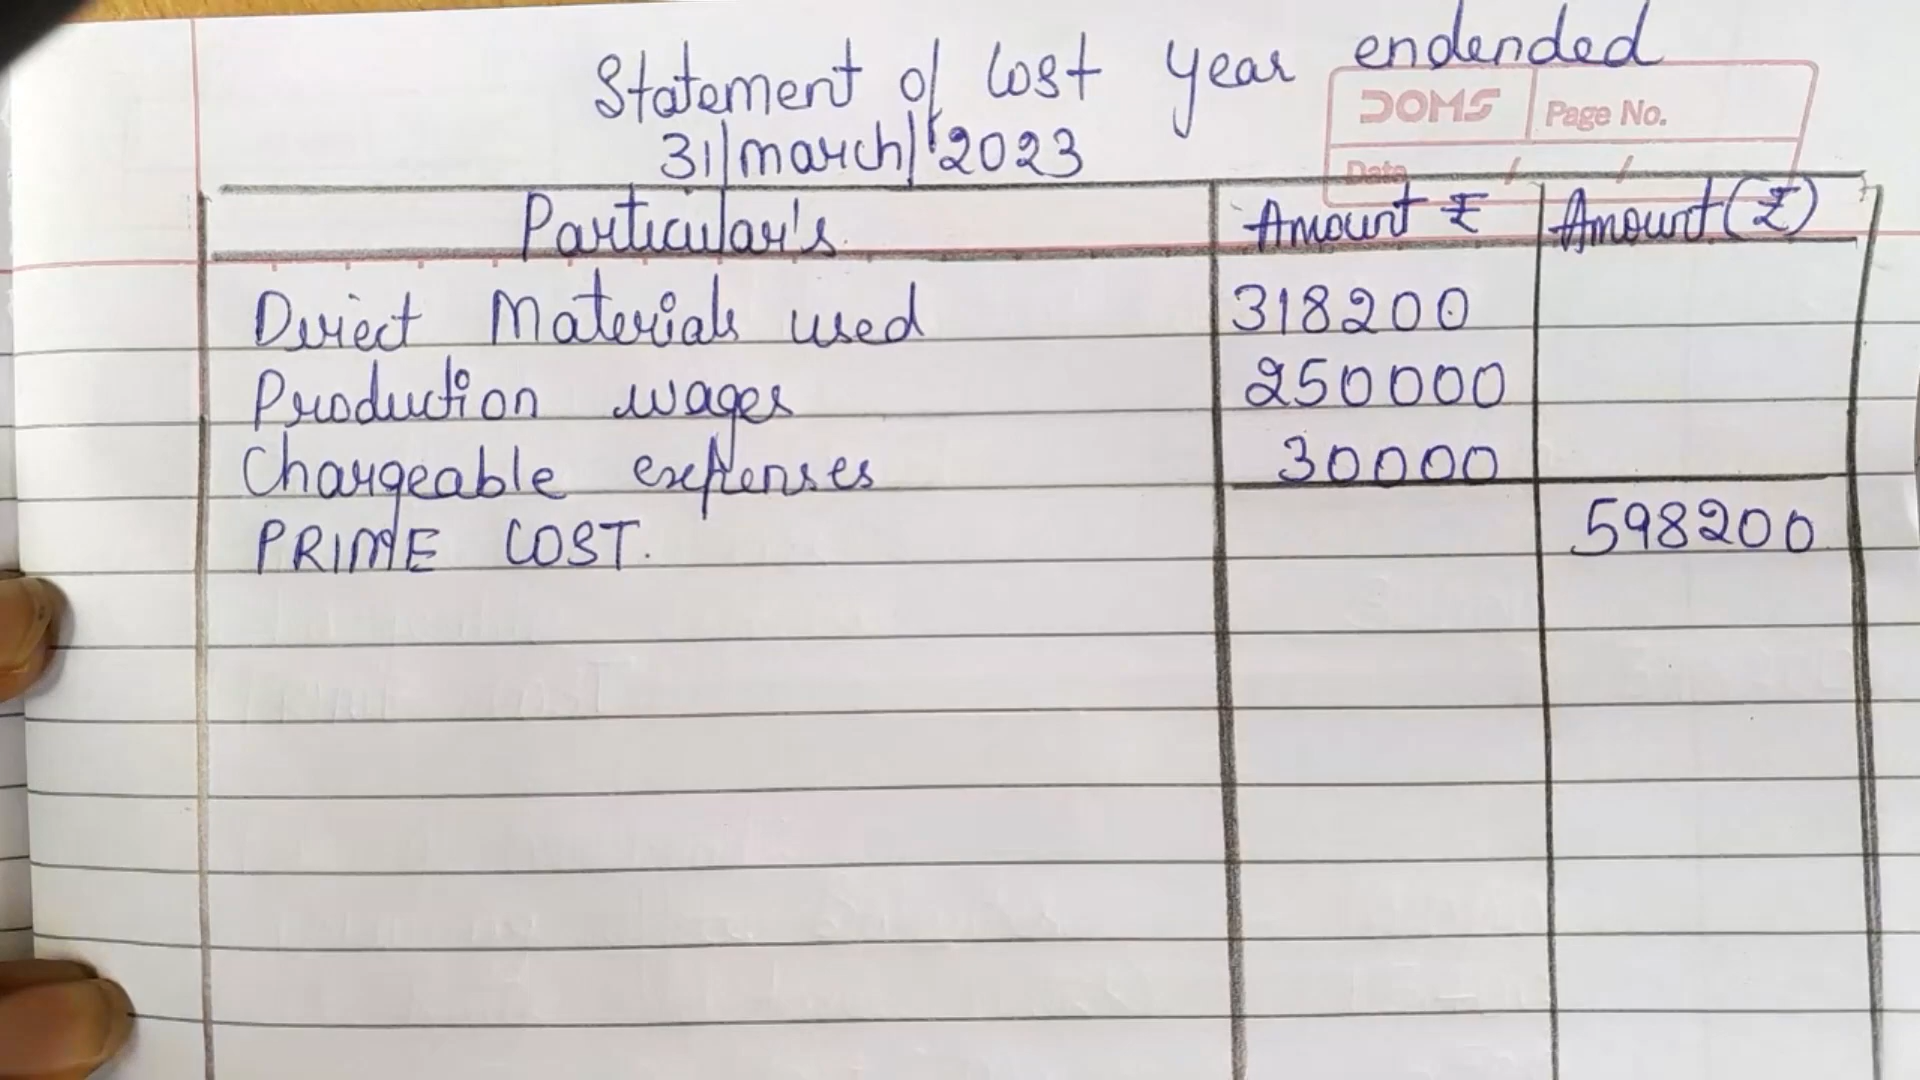 Statement of Cost year endended
31/march/2023
DOMS Page No.
Date / /
Particular's Amount ₹ Amount (₹)
Direct Materials used 318200
Production wages 250000
Chargeable expenses 30000
PRIME COST. 598200